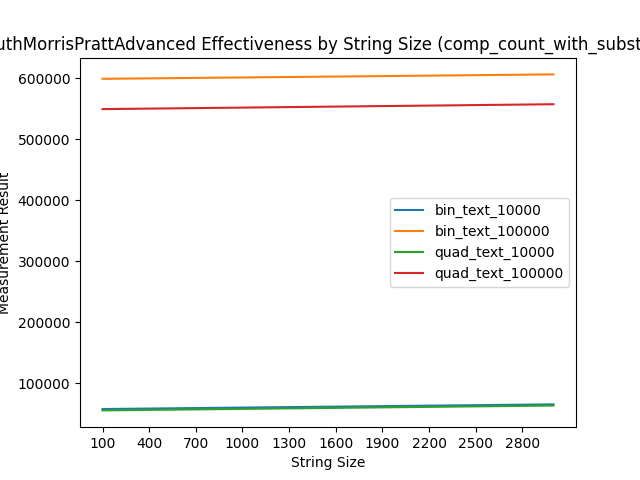 uthMorrisPrattAdvanced Effectiveness by String Size (comp_count_with_subst
600000
500000
400000
300000
200000
100000
Measurement Result
bin_text_10000
bin_text_100000
quad_text_10000
quad_text_100000
100 400 700 1000 1300 1600 1900 2200 2500 2800
String Size